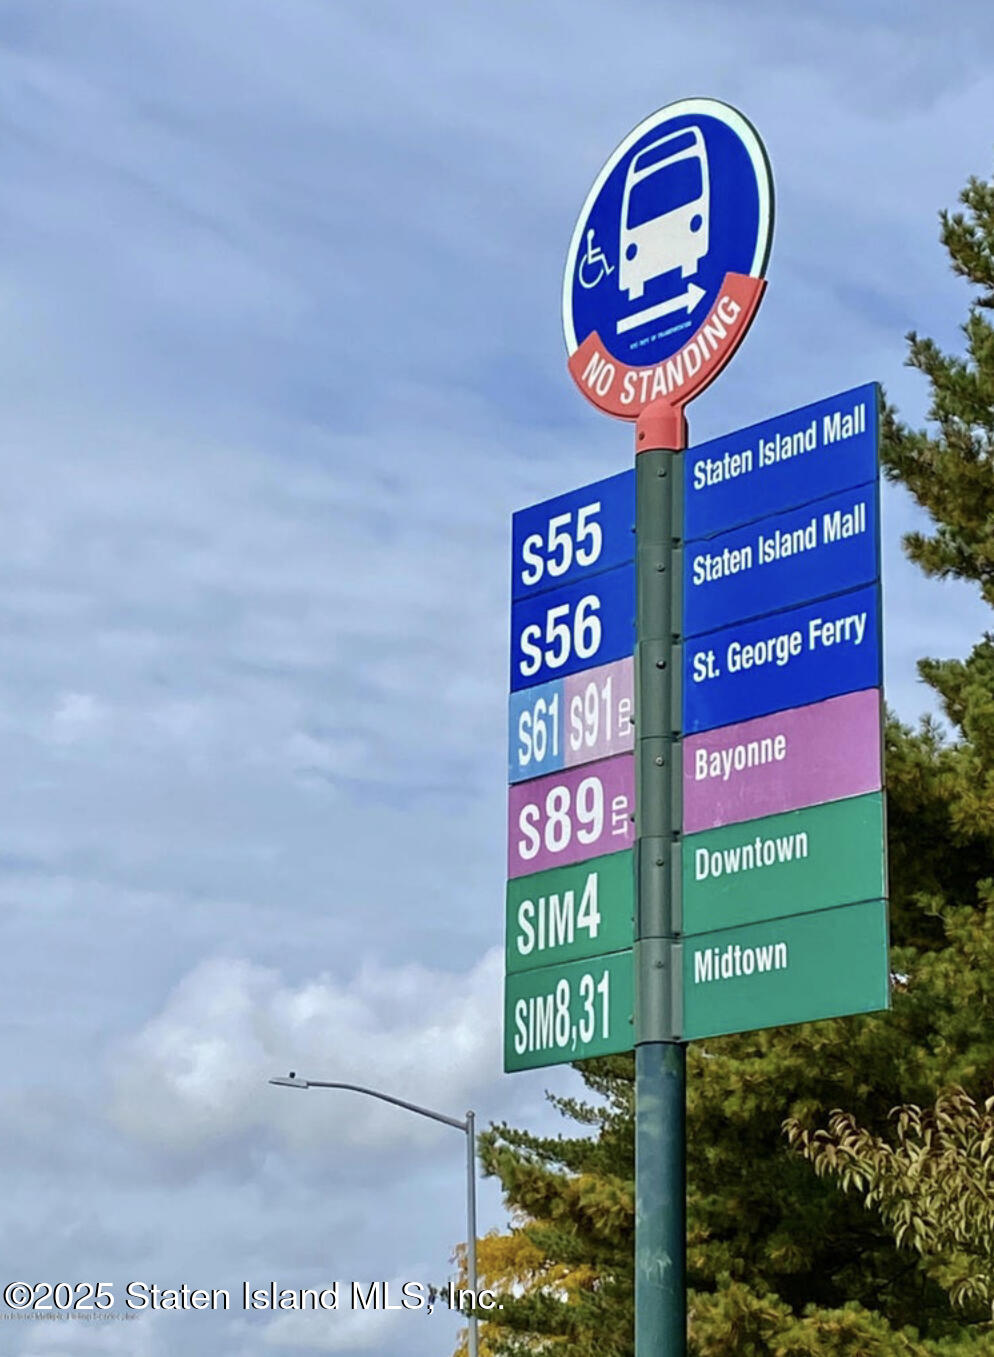 NO STANDING
S55 Staten Island Mall
S56 Staten Island Mall
S61 S91 LTD St. George Ferry
S89 LTD Bayonne
SIM4 Downtown
SIM8,31 Midtown
©2025 Staten Island MLS, Inc.